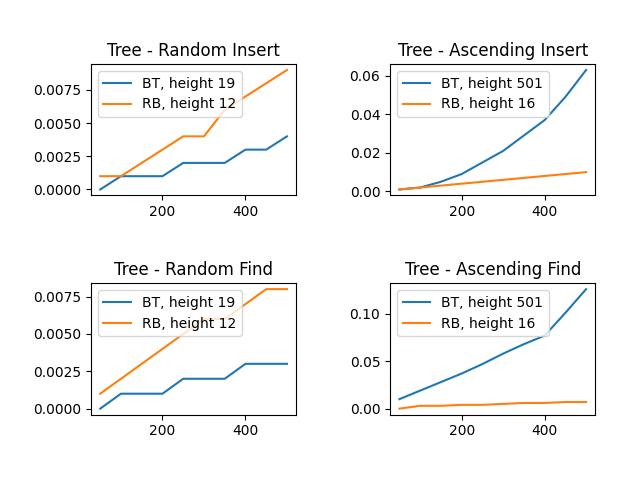 Tree - Random Insert
BT, height 19
RB, height 12
0.0075
0.0050
0.0025
0.0000
200 400
Tree - Ascending Insert
BT, height 501
RB, height 16
0.06
0.04
0.02
0.00
200 400
Tree - Random Find
BT, height 19
RB, height 12
0.0075
0.0050
0.0025
0.0000
200 400
Tree - Ascending Find
BT, height 501
RB, height 16
0.10
0.05
0.00
200 400